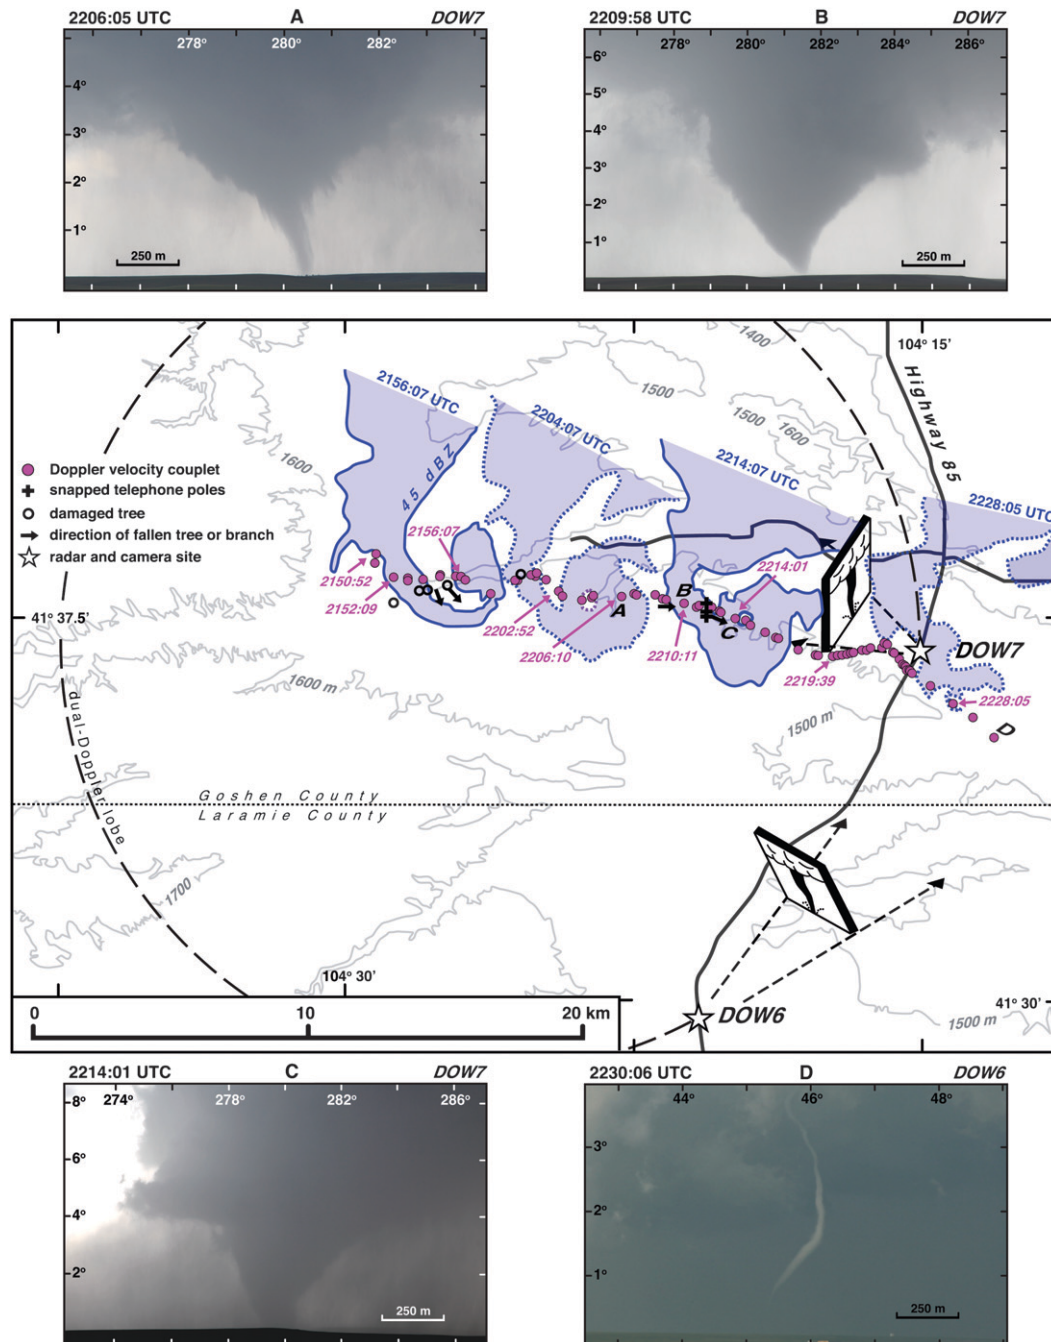 2206:05 UTC A DOW7
278° 280° 282°
4°
3°
2°
1°
250 m
2209:58 UTC B DOW7
278° 280° 282° 284° 286°
6°
5°
4°
3°
2°
1°
250 m
104° 15'
1400
Highway 85
2156:07 UTC
1500
2204:07 UTC
1500
1600
2214:07 UTC
1600
45 dBZ
2228:05 UTC
Doppler velocity couplet
snapped telephone poles
damaged tree
direction of fallen tree or branch
radar and camera site
2156:07
2150:52
2152:09
2214:01
B
A
C
41° 37.5'
2202:52
2206:10
2210:11
DOW7
2219:39
2228:05
1600 m
1500 m
D
dual-Doppler lobe
Goshen County
Laramie County
1700
104° 30'
41° 30'
0 10 20 km
DOW6
1500 m
2214:01 UTC C DOW7
274° 278° 282° 286°
8°
6°
4°
2°
250 m
2230:06 UTC D DOW6
44° 46° 48°
3°
2°
1°
250 m